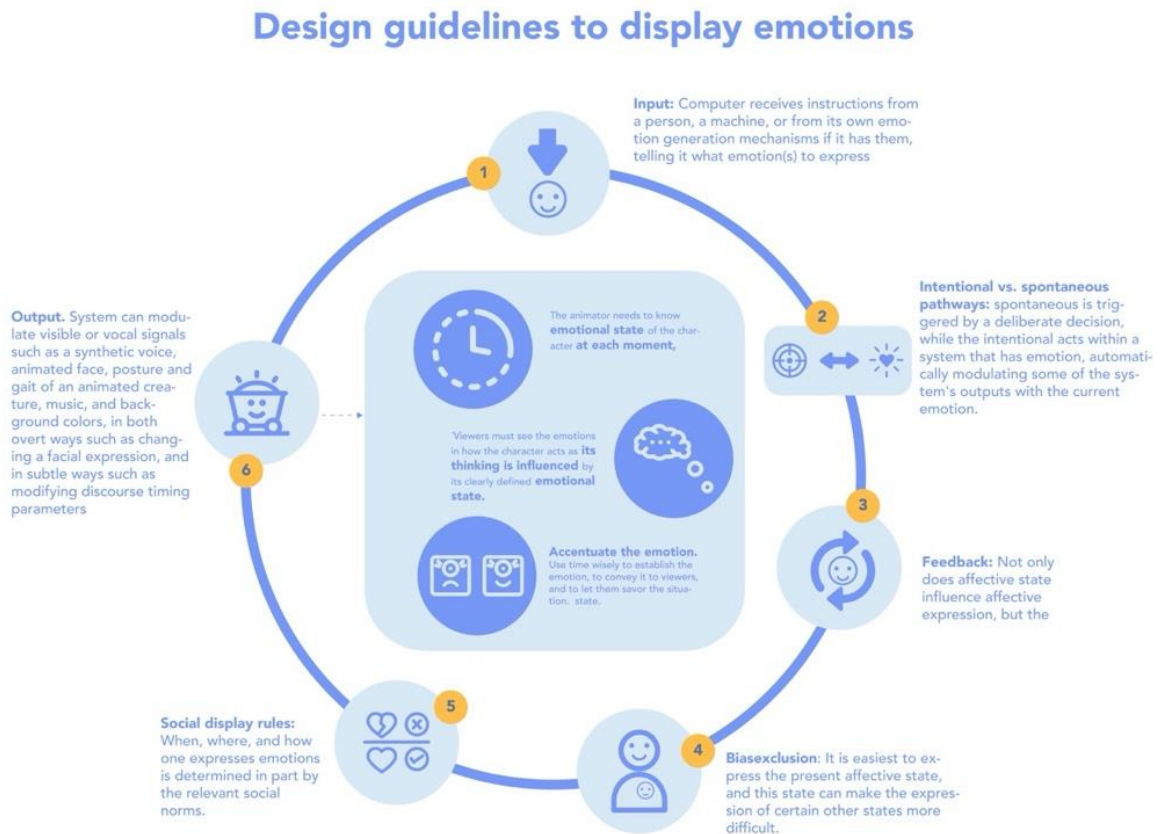 Design guidelines to display emotions
1
Input: Computer receives instructions from
a person, a machine, or from its own emo-
tion generation mechanisms if it has them,
telling it what emotion(s) to express
2
Intentional vs. spontaneous
pathways: spontaneous is trig-
gered by a deliberate decision,
while the intentional acts within a
system that has emotion, automati-
cally modulating some of the sys-
tem's outputs with the current
emotion.
3
Feedback: Not only
does affective state
influence affective
expression, but the
4
Biasexclusion: It is easiest to ex-
press the present affective state,
and this state can make the expres-
sion of certain other states more
difficult.
5
Social display rules:
When, where, and how
one expresses emotions
is determined in part by
the relevant social
norms.
6
Output. System can modu-
late visible or vocal signals
such as a synthetic voice,
animated face, posture and
gait of an animated crea-
ture, music, and back-
ground colors, in both
overt ways such as chang-
ing a facial expression, and
in subtle ways such as
modifying discourse timing
parameters
The animator needs to know
emotional state of the char-
acter at each moment,
'Viewers must see the emotions
in how the character acts as its
thinking is influenced by
its clearly defined emotional
state.
Accentuate the emotion.
Use time wisely to establish the
emotion, to convey it to viewers,
and to let them savor the situa-
tion. state.